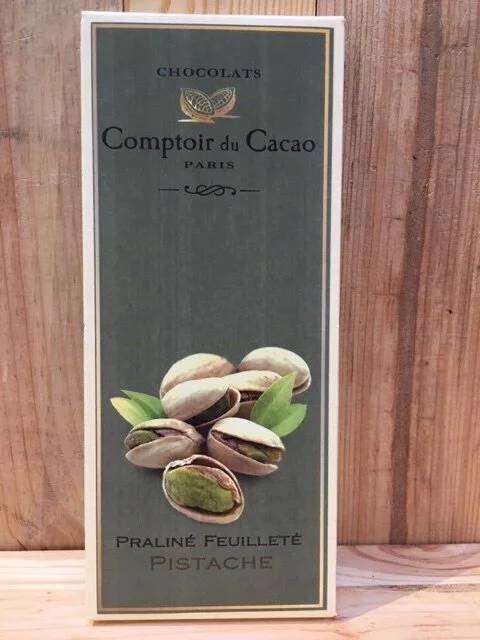 CHOCOLATS
Comptoir du Cacao
PARIS
PRALINÉ FEUILLETÉ
PISTACHE